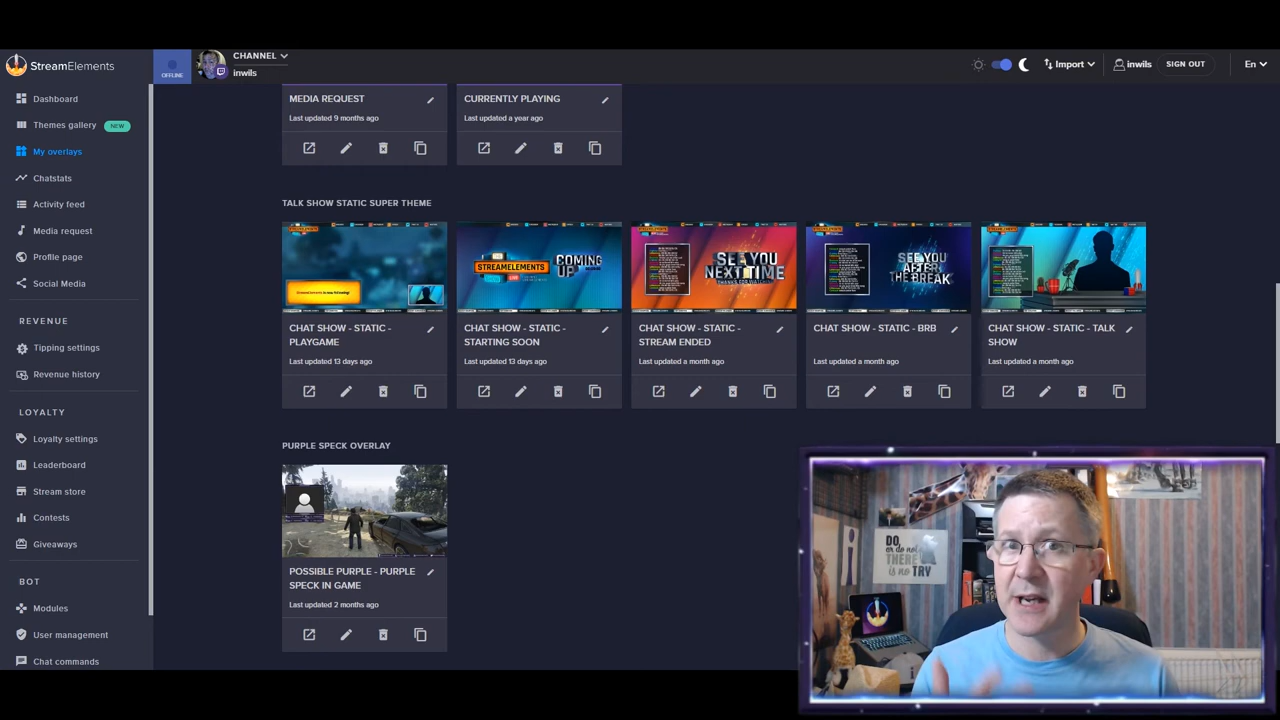 StreamElements
OFFLINE
CHANNEL
inwils
Import
inwils
SIGN OUT
En
Dashboard
Themes gallery NEW
My overlays
Chatstats
Activity feed
Media request
Profile page
Social Media
REVENUE
Tipping settings
Revenue history
LOYALTY
Loyalty settings
Leaderboard
Stream store
Contests
Giveaways
BOT
Modules
User management
Chat commands
MEDIA REQUEST
Last updated 9 months ago
CURRENTLY PLAYING
Last updated a year ago
TALK SHOW STATIC SUPER THEME
STREAMELEMENTS
COMING
UP
SEE YOU
NEXT TIME
THANKS FOR WATCHING
SEE YOU
AFTER
THE BREAK
CHAT SHOW - STATIC -
PLAYGAME
Last updated 13 days ago
CHAT SHOW - STATIC -
STARTING SOON
Last updated 13 days ago
CHAT SHOW - STATIC -
STREAM ENDED
Last updated a month ago
CHAT SHOW - STATIC - BRB
Last updated a month ago
CHAT SHOW - STATIC - TALK
SHOW
Last updated a month ago
PURPLE SPECK OVERLAY
POSSIBLE PURPLE - PURPLE
SPECK IN GAME
Last updated 2 months ago
DO,
or do not
THERE
is no TRY